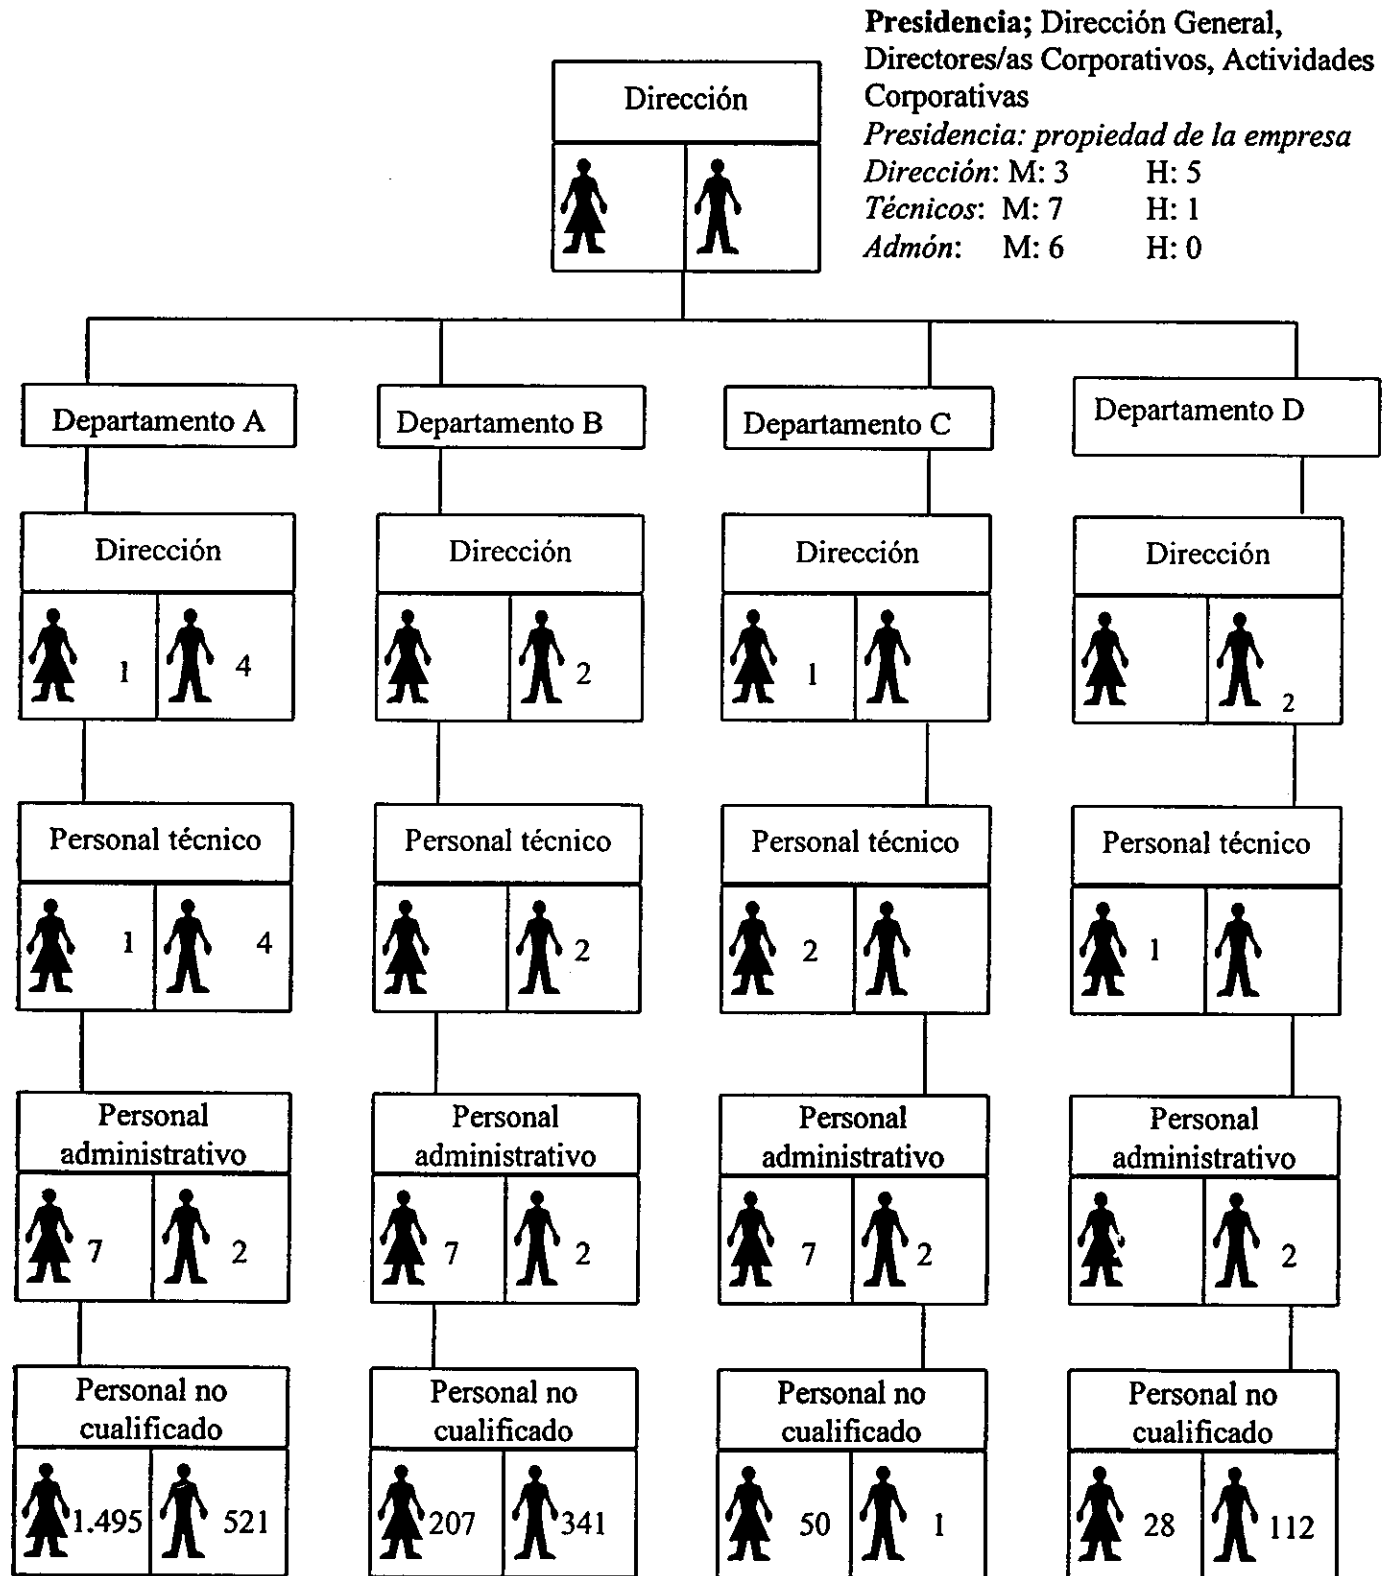 Presidencia; Dirección General,
Directores/as Corporativos, Actividades
Corporativas
Presidencia: propiedad de la empresa
Dirección: M: 3 H: 5
Técnicos: M: 7 H: 1
Admón: M: 6 H: 0
Dirección
Departamento A
Departamento B
Departamento C
Departamento D
Dirección
Dirección
Dirección
Dirección
1 4
2
1
2
Personal técnico
Personal técnico
Personal técnico
Personal técnico
1 4
2
2
1
Personal
administrativo
Personal
administrativo
Personal
administrativo
Personal
administrativo
7 2
7 2
7 2
2
Personal no
cualificado
Personal no
cualificado
Personal no
cualificado
Personal no
cualificado
1.495 521
207 341
50 1
28 112